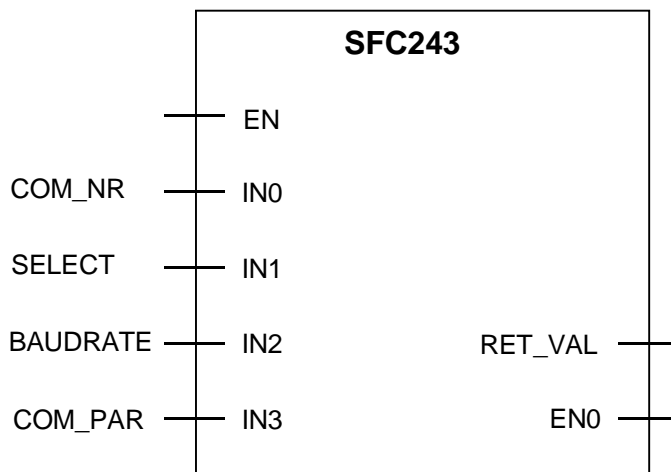 SFC243
EN
COM_NR IN0
SELECT IN1
BAUDRATE IN2 RET_VAL
COM_PAR IN3 EN0